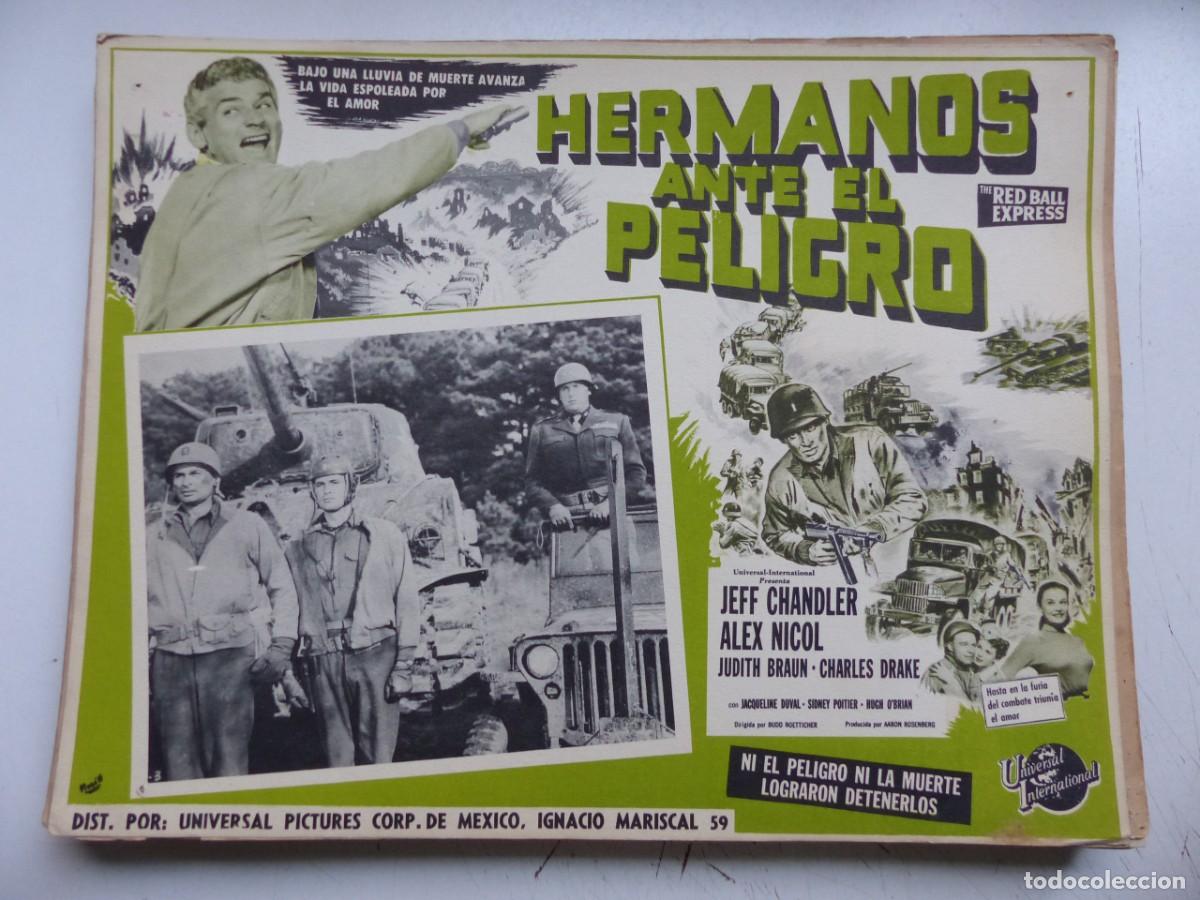 BAJO UNA LLUVIA DE MUERTE AVANZA
LA VIDA ESPOLEADA POR
EL AMOR
HERMANOS
ANTE EL
PELIGRO
THE RED BALL
EXPRESS
Universal-International
Presenta
JEFF CHANDLER
ALEX NICOL
JUDITH BRAUN · CHARLES DRAKE
con JACQUELINE DUVAL - SIDNEY POITIER - HUGH O'BRIAN
Dirigida por BUDD BOETTICHER Producida por AARON ROSENBERG
Hasta en la furia
del combate triunfa
el amor
NI EL PELIGRO NI LA MUERTE
LOGRARON DETENERLOS
Universal
International
DIST. POR: UNIVERSAL PICTURES CORP. DE MEXICO, IGNACIO MARISCAL 59
todocoleccion